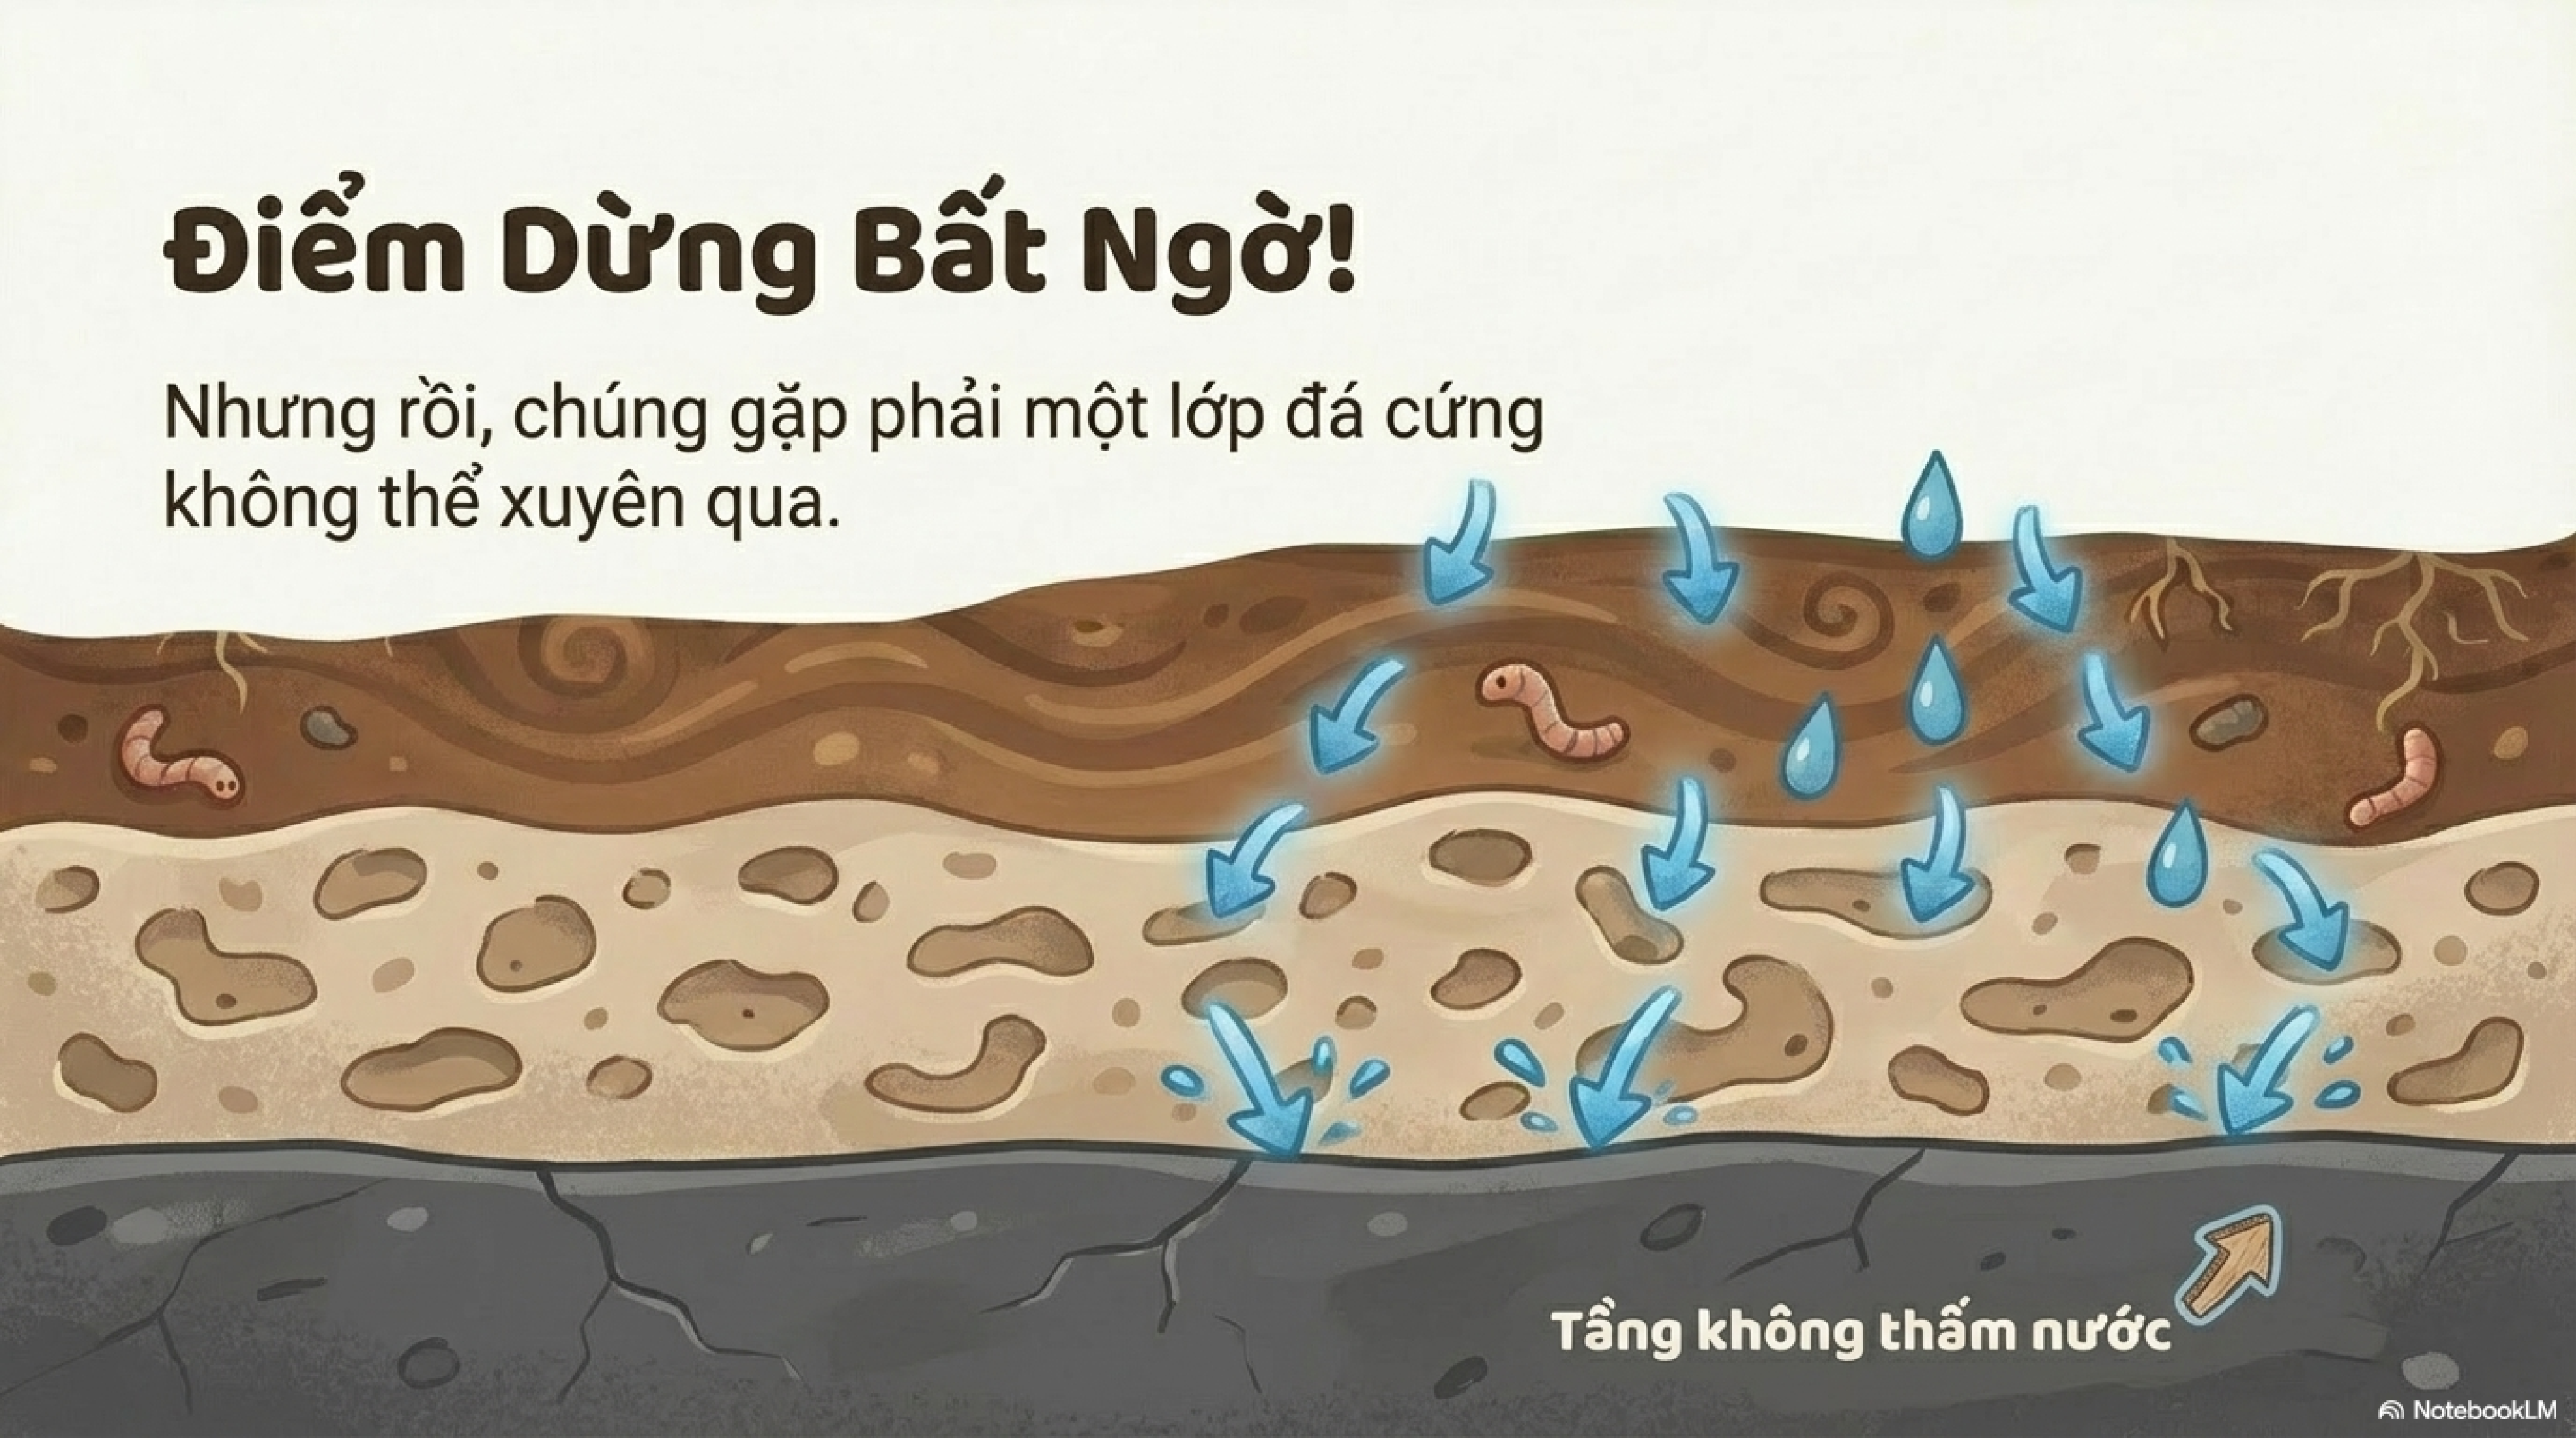 Điểm Dừng Bất Ngờ!
Nhưng rồi, chúng gặp phải một lớp đá cứng
không thể xuyên qua.
Tầng không thấm nước
NotebookLM